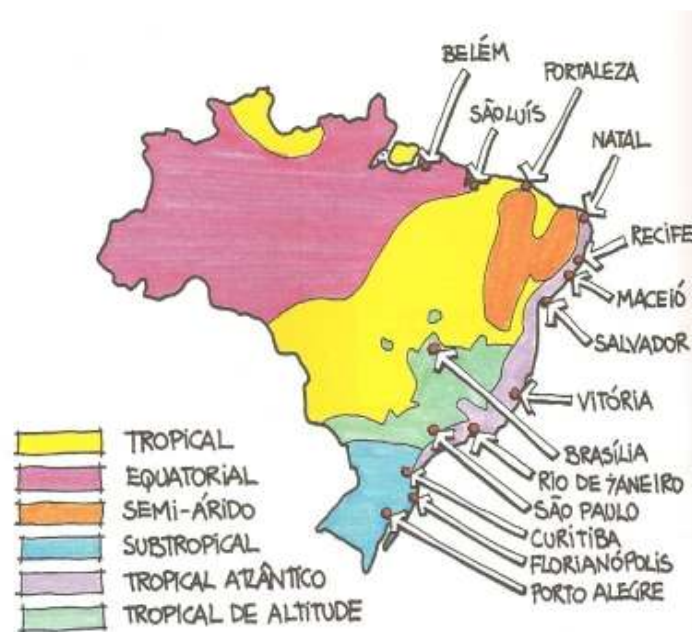 BELÉM
FORTALEZA
SÃO LUÍS
NATAL
RECIFE
MACEIÓ
SALVADOR
VITÓRIA
BRASÍLIA
RIO DE JANEIRO
SÃO PAULO
CURITIBA
FLORIANÓPOLIS
PORTO ALEGRE
TROPICAL
EQUATORIAL
SEMI-ÁRIDO
SUBTROPICAL
TROPICAL ATLÂNTICO
TROPICAL DE ALTITUDE